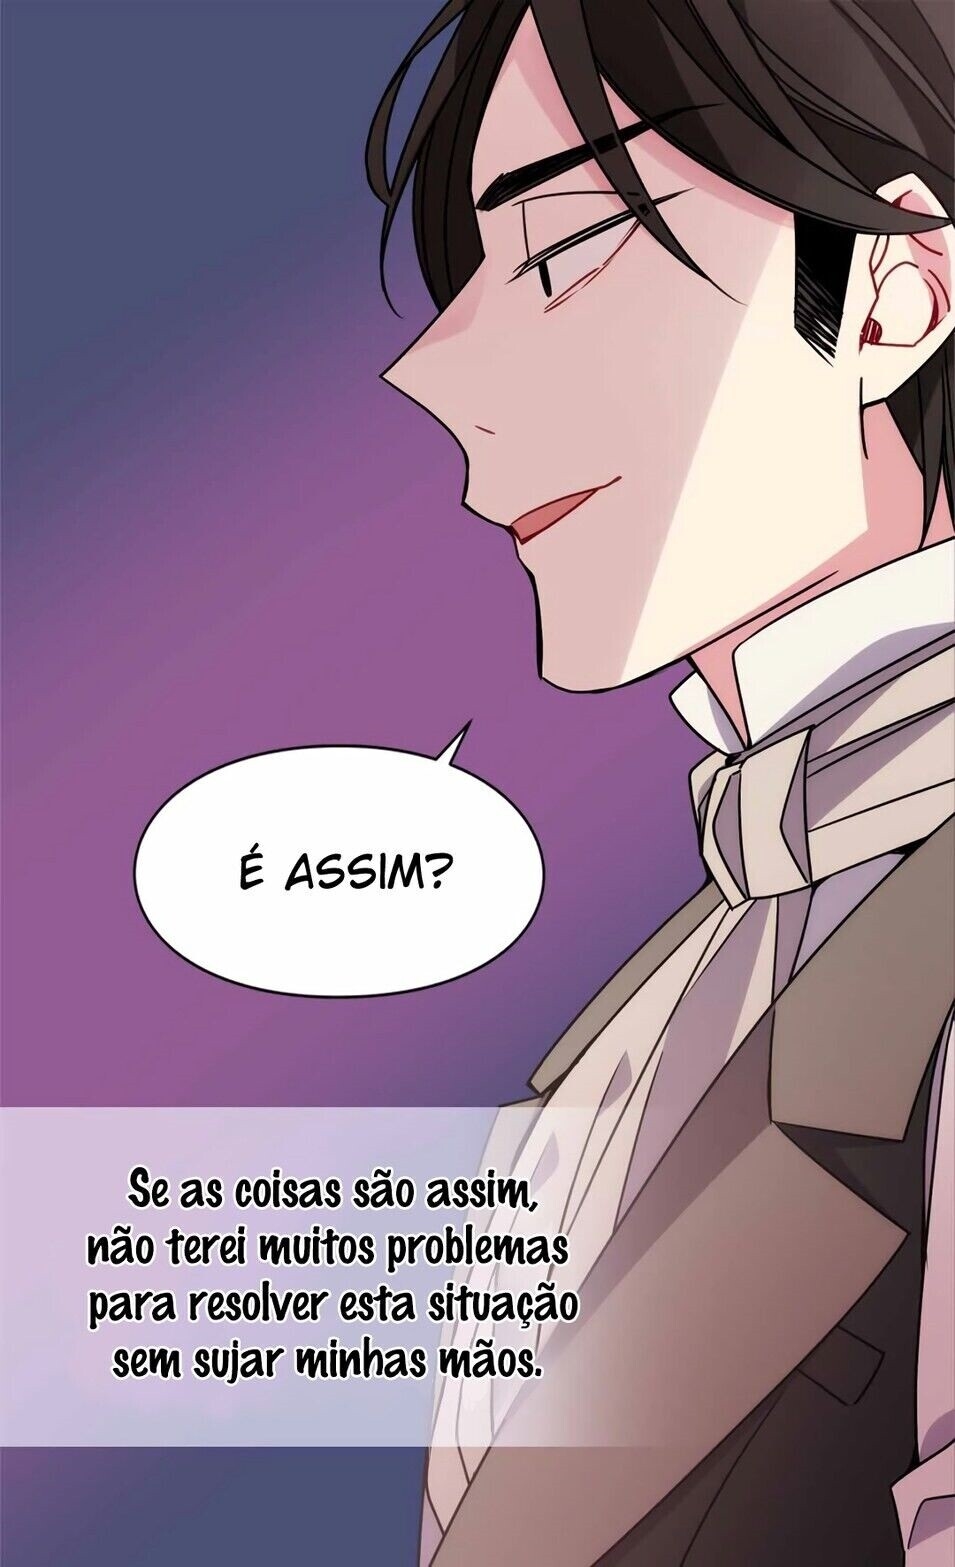 É ASSIM?
Se as coisas são assim,
não terei muitos problemas
para resolver esta situação
sem sujar minhas mãos.